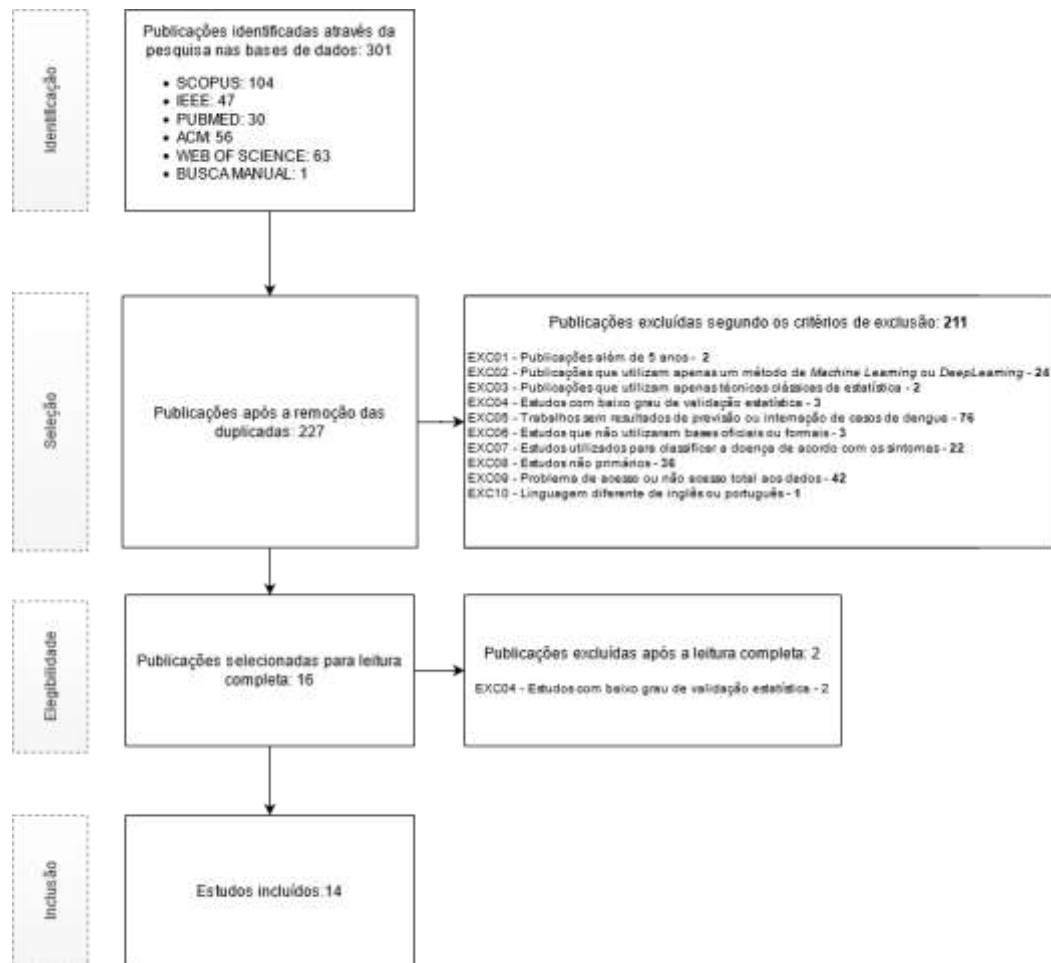 Identificação
Publicações identificadas através da
pesquisa nas bases de dados: 301
• SCOPUS: 104
• IEEE: 47
• PUBMED: 30
• ACM: 56
• WEB OF SCIENCE: 63
• BUSCA MANUAL: 1
Seleção
Publicações após a remoção das
duplicadas: 227
Publicações excluídas segundo os critérios de exclusão: 211
EXC01 - Publicações além de 5 anos - 2
EXC02 - Publicações que utilizam apenas um método de Machine Learning ou DeepLearning - 24
EXC03 - Publicações que utilizam apenas técnicas clássicas de estatística - 2
EXC04 - Estudos com baixo grau de validação estatística - 3
EXC05 - Trabalhos sem resultados de previsão ou internação de casos de dengue - 76
EXC06 - Estudos que não utilizaram bases oficiais ou formais - 3
EXC07 - Estudos utilizados para classificar a doença de acordo com os sintomas - 22
EXC08 - Estudos não primários - 36
EXC09 - Problema de acesso ou não acesso total aos dados - 42
EXC10 - Linguagem diferente de inglês ou português - 1
Elegibilidade
Publicações selecionadas para leitura
completa: 16
Publicações excluídas após a leitura completa: 2
EXC04 - Estudos com baixo grau de validação estatística - 2
Inclusão
Estudos incluídos:14